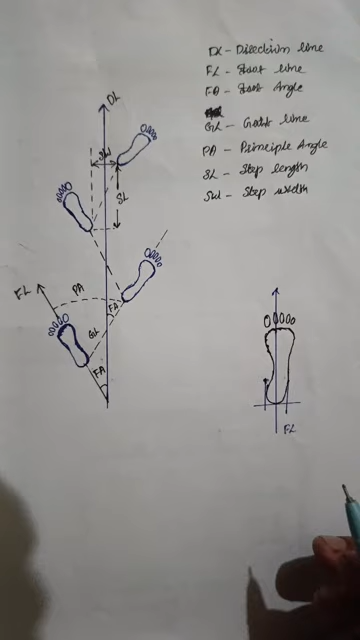 DL - Direction line
FL - Foot line
FA - Foot Angle
GL - Gait line
PA - Principle Angle
SL - Step length
SW - Step width
DL
SW
SL
FL
PA
FA
GL
FA
FL